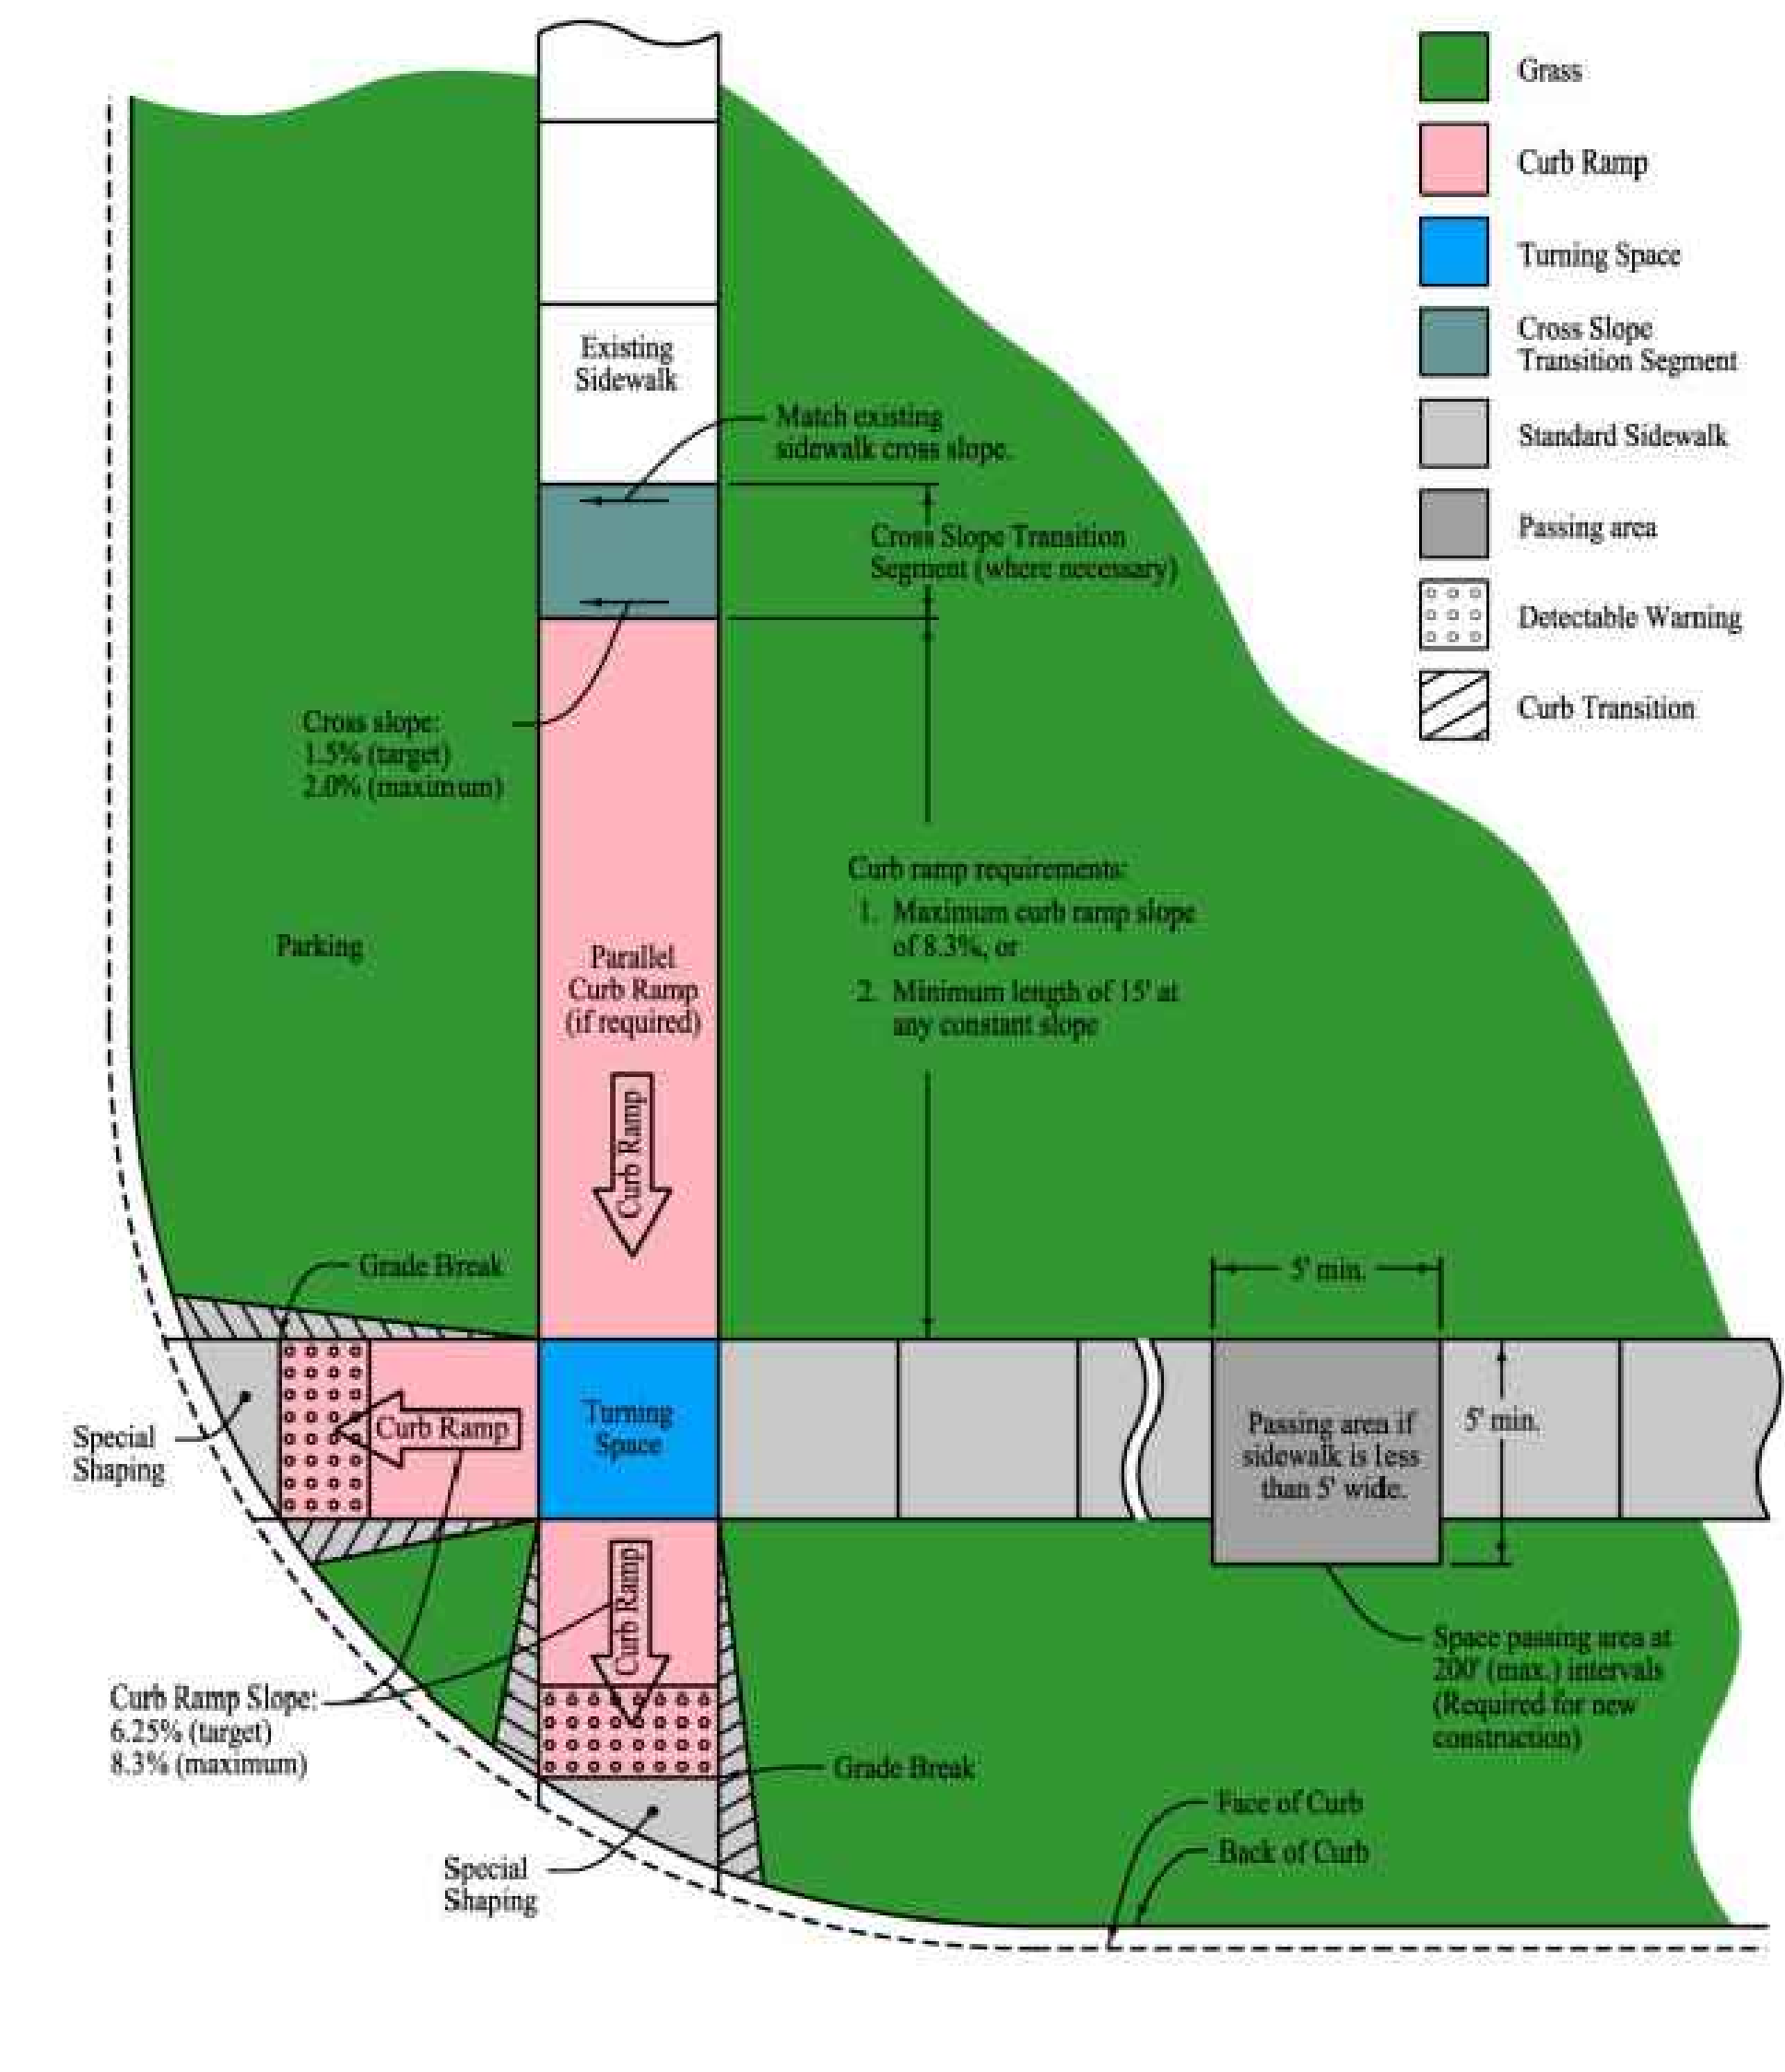 Grass
Curb Ramp
Turning Space
Cross Slope
Transition Segment
Standard Sidewalk
Passing area
Detectable Warning
Curb Transition
Existing
Sidewalk
Match existing
sidewalk cross slope.
Cross Slope Transition
Segment (where necessary)
Cross slope:
1.5% (target)
2.0% (maximum)
Curb ramp requirements:
1. Maximum curb ramp slope
of 8.3%, or
2. Minimum length of 15' at
any constant slope
Parking
Parallel
Curb Ramp
(if required)
Curb Ramp
Grade Break
5' min.
Special
Shaping
Curb Ramp
Turning
Space
Passing area if
sidewalk is less
than 5' wide.
5' min.
Curb Ramp
Curb Ramp Slope:
6.25% (target)
8.3% (maximum)
Space passing area at
200' (max.) intervals
(Required for new
construction)
Grade Break
Face of Curb
Back of Curb
Special
Shaping